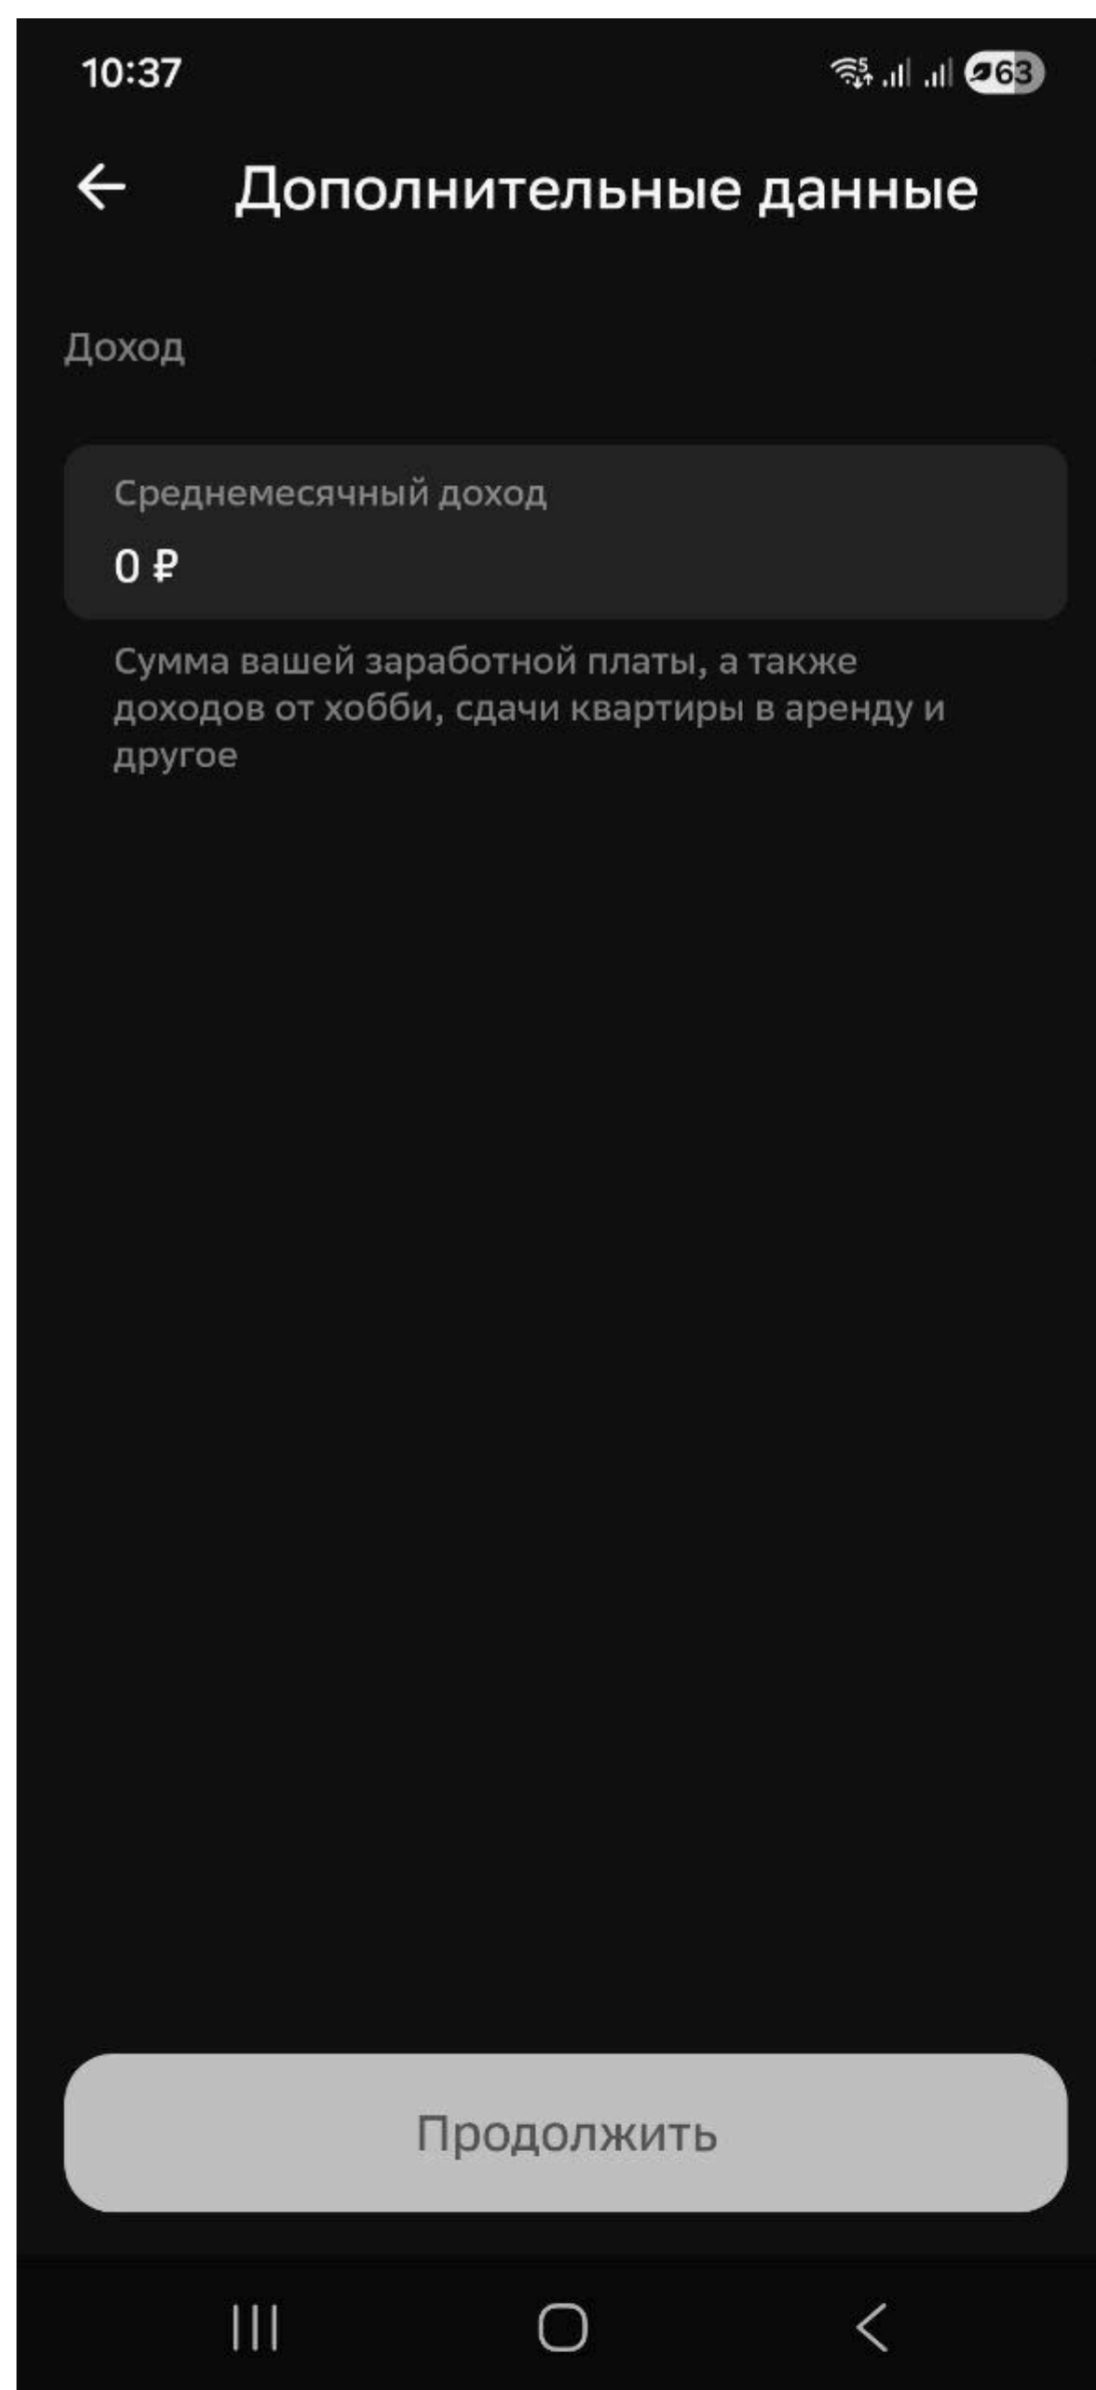 10:37
5 63
Дополнительные данные
Доход
Среднемесячный доход
0 ₽
Сумма вашей заработной платы, а также
доходов от хобби, сдачи квартиры в аренду и
другое
Продолжить